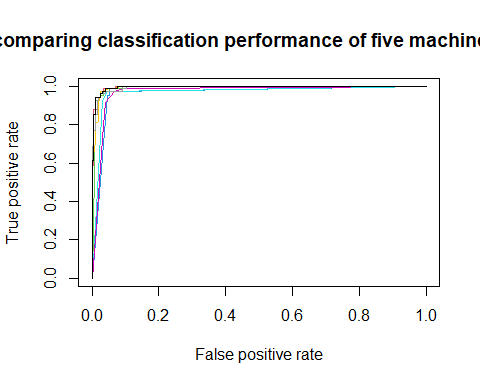 comparing classification performance of five machine
True positive rate
0.0 0.2 0.4 0.6 0.8 1.0
0.0 0.2 0.4 0.6 0.8 1.0
False positive rate